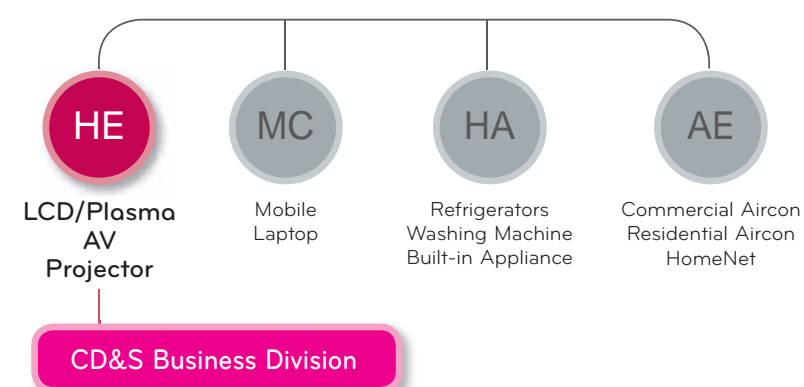 HE
LCD/Plasma
AV
Projector
MC
Mobile
Laptop
HA
Refrigerators
Washing Machine
Built-in Appliance
AE
Commercial Aircon
Residential Aircon
HomeNet
CD&S Business Division